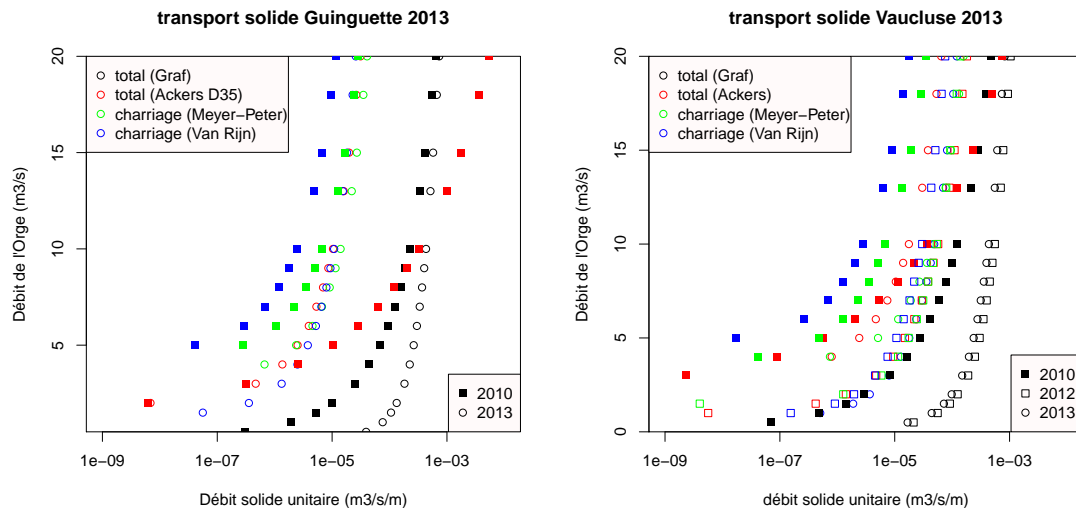 transport solide Guinguette 2013
20
15
10
5
Débit de l'Orge (m3/s)
total (Graf)
total (Ackers D35)
charriage (Meyer−Peter)
charriage (Van Rijn)
2010
2013
1e−09 1e−07 1e−05 1e−03
Débit solide unitaire (m3/s/m)
transport solide Vaucluse 2013
20
15
10
5
0
Débit de l'Orge (m3/s)
total (Graf)
total (Ackers)
charriage (Meyer−Peter)
charriage (Van Rijn)
2010
2012
2013
1e−09 1e−07 1e−05 1e−03
débit solide unitaire (m3/s/m)